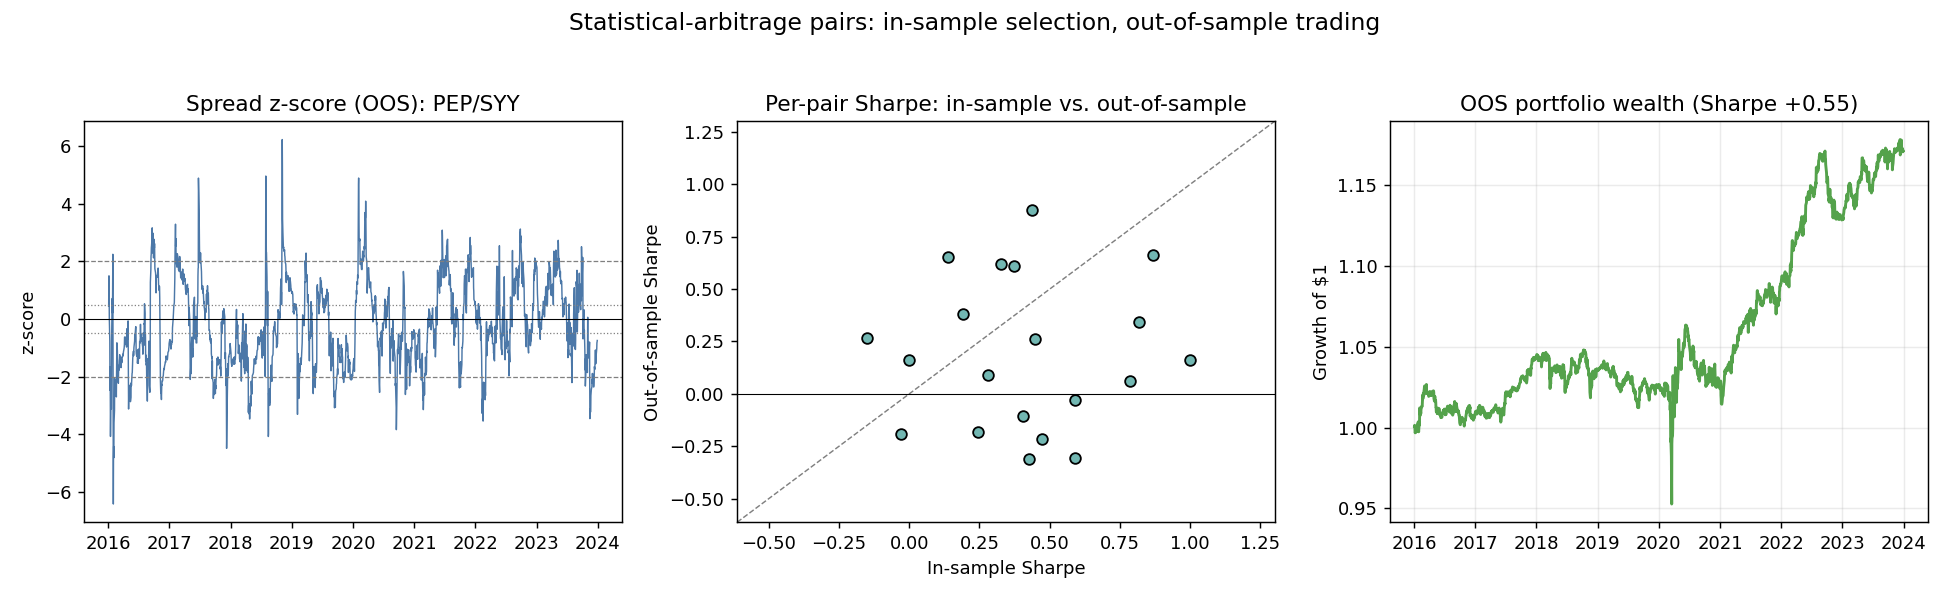 Statistical-arbitrage pairs: in-sample selection, out-of-sample trading
Spread z-score (OOS): PEP/SYY
z-score
6
4
2
0
−2
−4
−6
2016 2017 2018 2019 2020 2021 2022 2023 2024
Per-pair Sharpe: in-sample vs. out-of-sample
Out-of-sample Sharpe
1.25
1.00
0.75
0.50
0.25
0.00
−0.25
−0.50
−0.50 −0.25 0.00 0.25 0.50 0.75 1.00 1.25
In-sample Sharpe
OOS portfolio wealth (Sharpe +0.55)
Growth of $1
1.15
1.10
1.05
1.00
0.95
2016 2017 2018 2019 2020 2021 2022 2023 2024